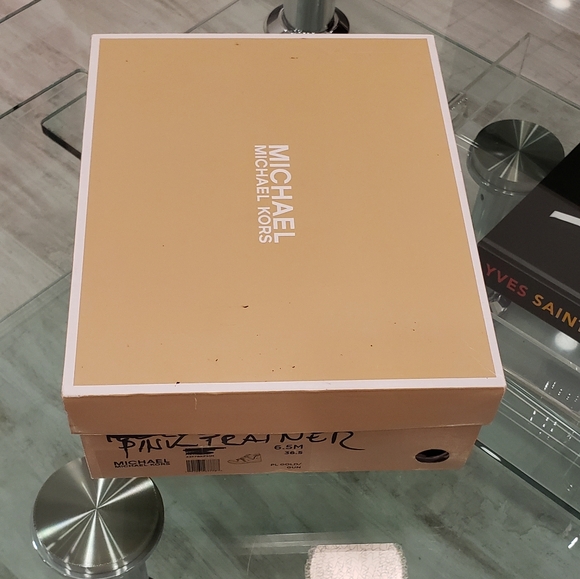 MICHAEL
MICHAEL KORS
YVES SAINT
PINK TRAINER
6.5M
36.5
MICHAEL